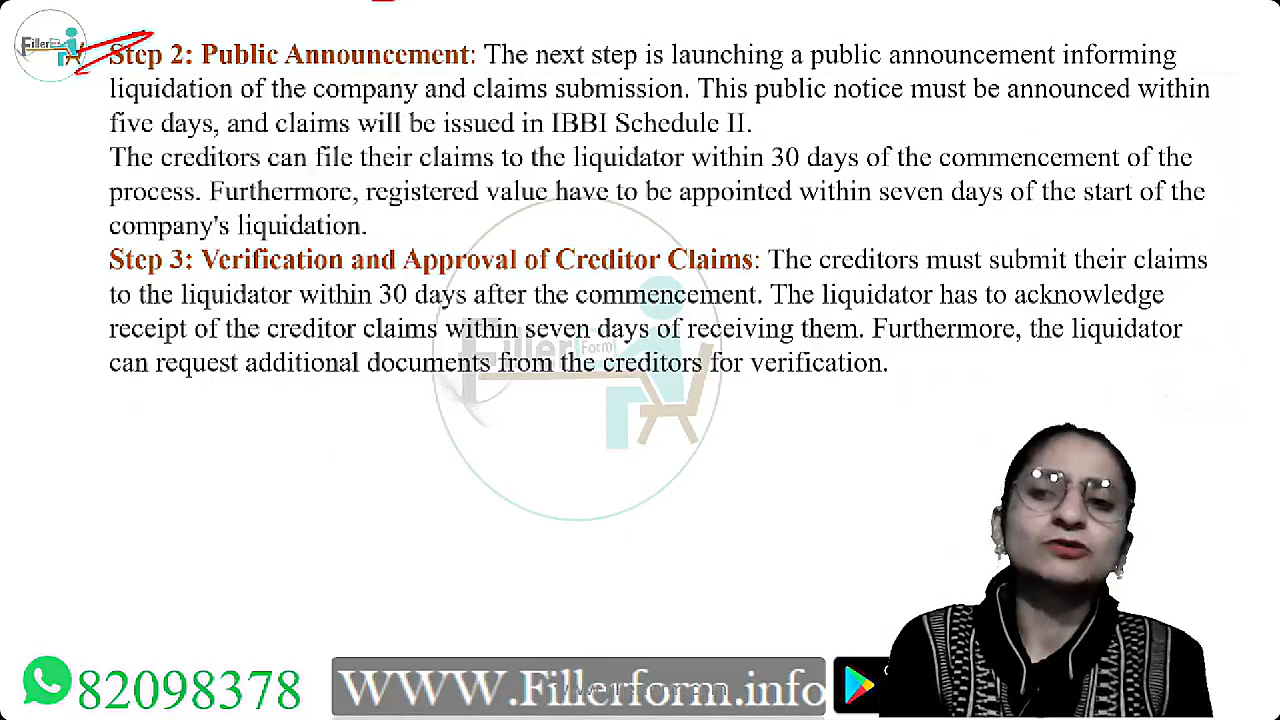 Filler
Step 2: Public Announcement: The next step is launching a public announcement informing
liquidation of the company and claims submission. This public notice must be announced within
five days, and claims will be issued in IBBI Schedule II.
The creditors can file their claims to the liquidator within 30 days of the commencement of the
process. Furthermore, registered value have to be appointed within seven days of the start of the
company's liquidation.
Step 3: Verification and Approval of Creditor Claims: The creditors must submit their claims
to the liquidator within 30 days after the commencement. The liquidator has to acknowledge
receipt of the creditor claims within seven days of receiving them. Furthermore, the liquidator
can request additional documents from the creditors for verification.
Filler Form
82098378
WWW.Fillerform.info